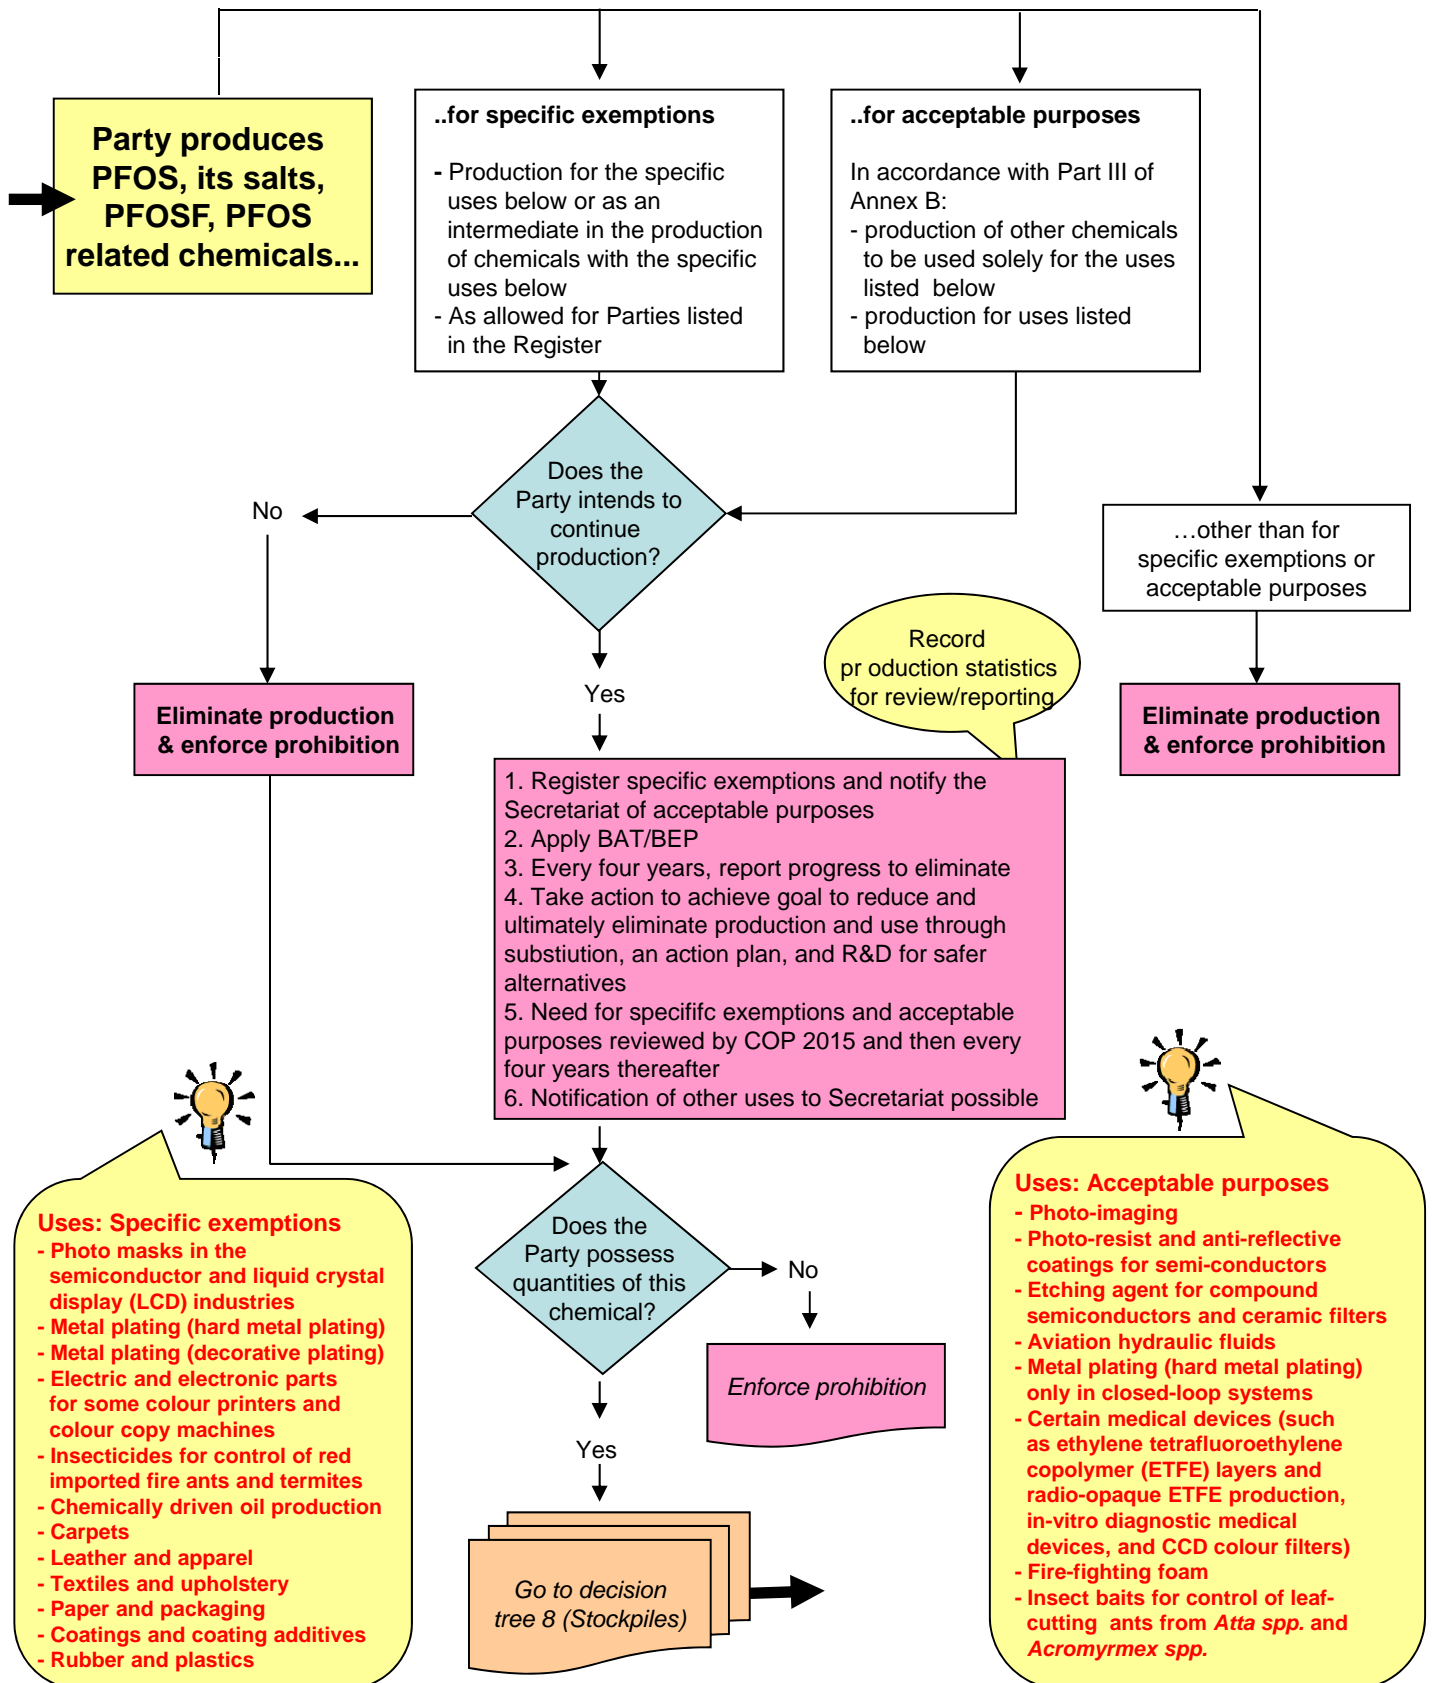 Party produces
PFOS, its salts,
PFOSF, PFOS
related chemicals...
..for specific exemptions
- Production for the specific
uses below or as an
intermediate in the production
of chemicals with the specific
uses below
- As allowed for Parties listed
in the Register
..for acceptable purposes
In accordance with Part III of
Annex B:
- production of other chemicals
to be used solely for the uses
listed below
- production for uses listed
below
Does the
Party intends to
continue
production?
No
…other than for
specific exemptions or
acceptable purposes
Record
pr oduction statistics
for review/reporting
Yes
Eliminate production
& enforce prohibition
Eliminate production
& enforce prohibition
1. Register specific exemptions and notify the
Secretariat of acceptable purposes
2. Apply BAT/BEP
3. Every four years, report progress to eliminate
4. Take action to achieve goal to reduce and
ultimately eliminate production and use through
substiution, an action plan, and R&D for safer
alternatives
5. Need for specififc exemptions and acceptable
purposes reviewed by COP 2015 and then every
four years thereafter
6. Notification of other uses to Secretariat possible
Uses: Specific exemptions
- Photo masks in the
semiconductor and liquid crystal
display (LCD) industries
- Metal plating (hard metal plating)
- Metal plating (decorative plating)
- Electric and electronic parts
for some colour printers and
colour copy machines
- Insecticides for control of red
imported fire ants and termites
- Chemically driven oil production
- Carpets
- Leather and apparel
- Textiles and upholstery
- Paper and packaging
- Coatings and coating additives
- Rubber and plastics
Does the
Party possess
quantities of this
chemical?
No
Enforce prohibition
Yes
Go to decision
tree 8 (Stockpiles)
Uses: Acceptable purposes
- Photo-imaging
- Photo-resist and anti-reflective
coatings for semi-conductors
- Etching agent for compound
semiconductors and ceramic filters
- Aviation hydraulic fluids
- Metal plating (hard metal plating)
only in closed-loop systems
- Certain medical devices (such
as ethylene tetrafluoroethylene
copolymer (ETFE) layers and
radio-opaque ETFE production,
in-vitro diagnostic medical
devices, and CCD colour filters)
- Fire-fighting foam
- Insect baits for control of leaf-
cutting ants from Atta spp. and
Acromyrmex spp.